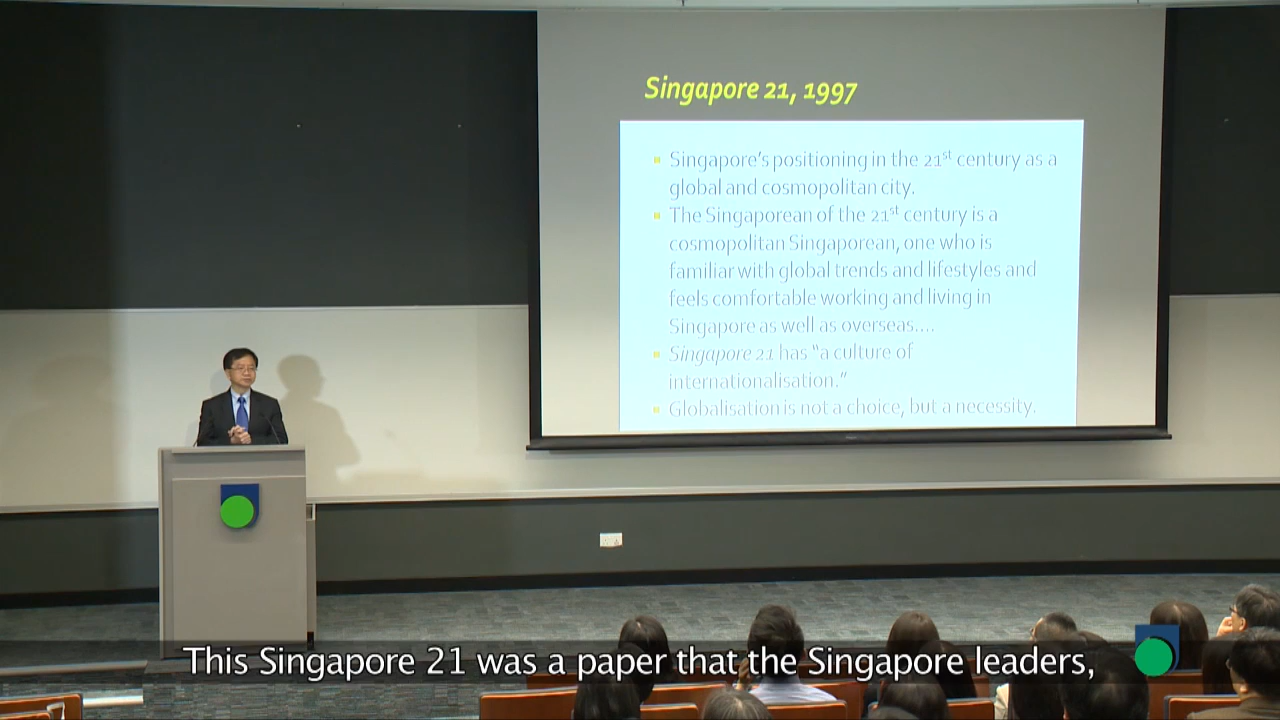 Singapore 21, 1997
Singapore's positioning in the 21st century as a
global and cosmopolitan city.
The Singaporean of the 21st century is a
cosmopolitan Singaporean, one who is
familiar with global trends and lifestyles and
feels comfortable working and living in
Singapore as well as overseas....
Singapore 21 has "a culture of
internationalisation."
Globalisation is not a choice, but a necessity.
This Singapore 21 was a paper that the Singapore leaders,